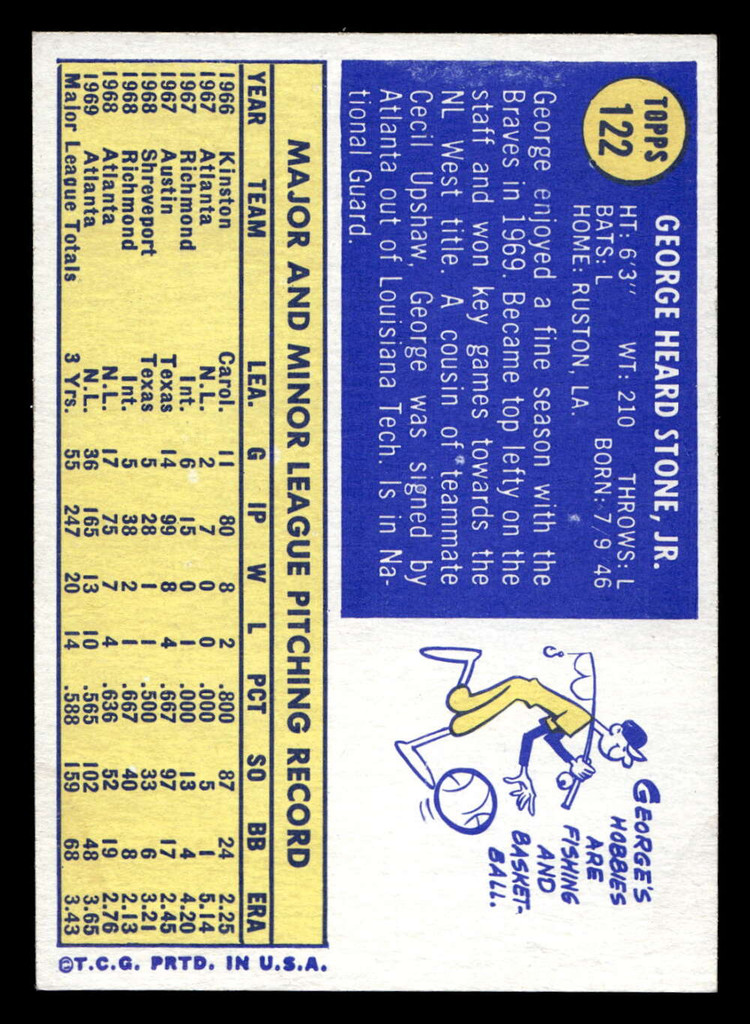 TOPPS
122
GEORGE HEARD STONE, JR.
HT: 6'3" WT: 210 THROWS: L
BATS: L BORN: 7 9 46
HOME: RUSTON, LA.
George enjoyed a fine season with the
Braves in 1969. Became top lefty on the
staff and won key games towards the
NL West title. A cousin of teammate
Cecil Upshaw, George was signed by
Atlanta out of Louisiana Tech. Is in Na-
tional Guard.
GEORGE'S
HOBBIES
ARE
FISHING
AND
BASKET-
BALL.
MAJOR AND MINOR LEAGUE PITCHING RECORD
YEAR TEAM LEA. G IP W L PCT SO BB ERA
1966 Kinston Carol. 11 80 8 2 .800 87 24 2.25
1967 Atlanta N.L. 2 7 0 0 .000 5 1 5.14
1967 Richmond Int. 6 15 0 1 .000 13 4 4.20
1967 Austin Texas 14 99 8 4 .667 97 17 2.45
1968 Shreveport Texas 5 28 1 1 .500 33 6 3.21
1968 Richmond Int. 5 38 2 1 .667 40 8 2.13
1968 Atlanta N.L. 17 75 7 4 .636 52 19 2.76
1969 Atlanta N.L. 36 165 13 10 .565 102 48 3.65
Major League Totals 3 Yrs. 55 247 20 14 .588 159 68 3.43
©T.C.G. PRTD. IN U.S.A.